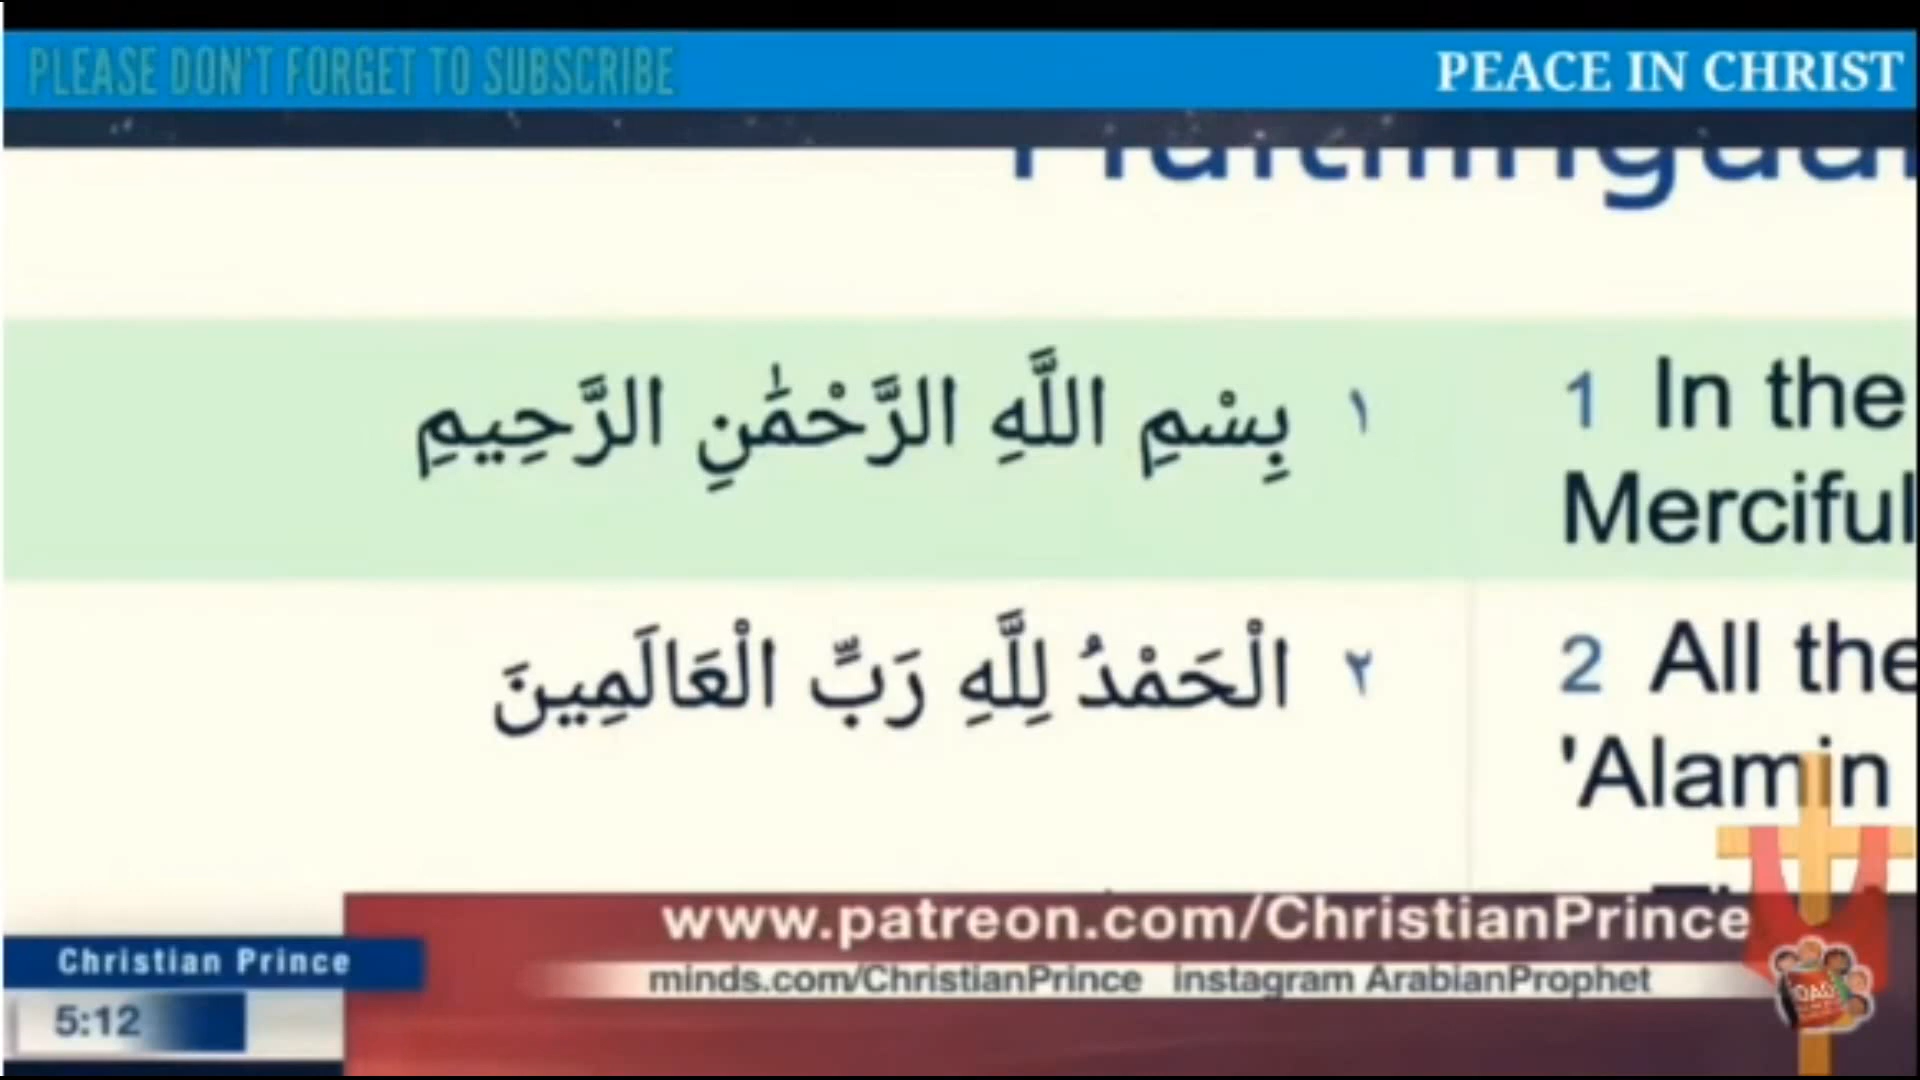 PLEASE DON'T FORGET TO SUBSCRIBE
PEACE IN CHRIST
١ بِسْمِ اللَّهِ الرَّحْمَٰنِ الرَّحِيمِ
1 In the
Merciful
٢ الْحَمْدُ لِلَّهِ رَبِّ الْعَالَمِينَ
2 All the
'Alamin
www.patreon.com/ChristianPrince
Christian Prince
minds.com/ChristianPrince instagram ArabianProphet
5:12